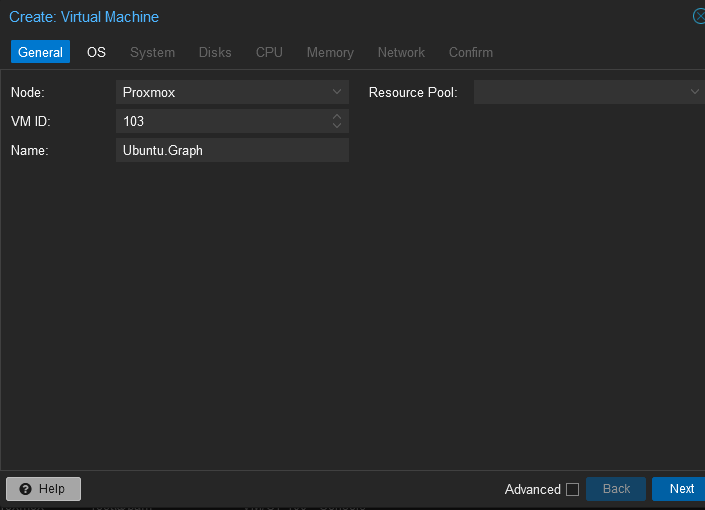 Create: Virtual Machine
General OS System Disks CPU Memory Network Confirm
Node: Proxmox Resource Pool:
VM ID: 103
Name: Ubuntu.Graph
Help Advanced Back Next